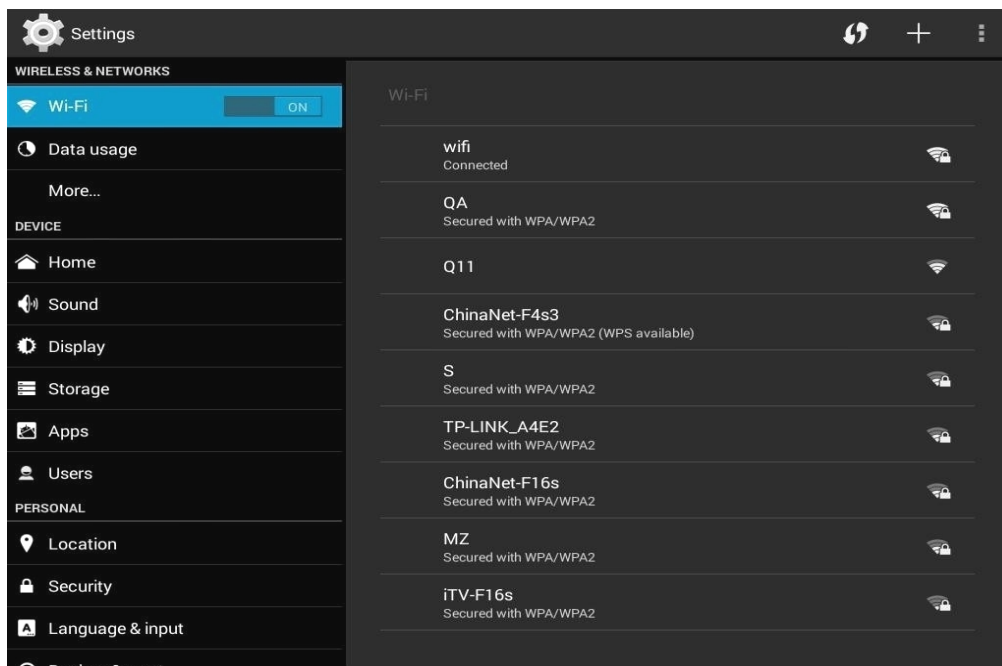 Settings
WIRELESS & NETWORKS
Wi-Fi
ON
Data usage
More...
DEVICE
Home
Sound
Display
Storage
Apps
Users
PERSONAL
Location
Security
A
Language & input
Wi-Fi
wifi
Connected
QA
Secured with WPA/WPA2
Q11
ChinaNet-F4s3
Secured with WPA/WPA2 (WPS available)
S
Secured with WPA/WPA2
TP-LINK_A4E2
Secured with WPA/WPA2
ChinaNet-F16s
Secured with WPA/WPA2
MZ
Secured with WPA/WPA2
iTV-F16s
Secured with WPA/WPA2